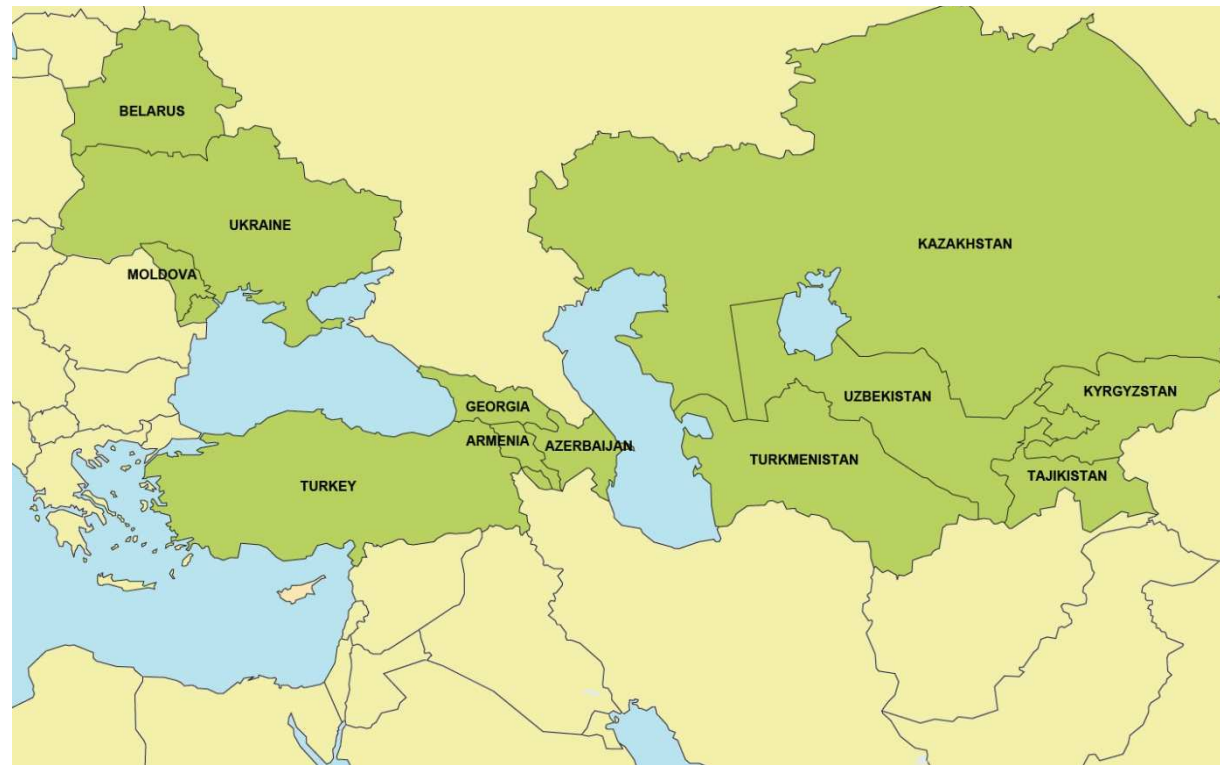 BELARUS
UKRAINE
KAZAKHSTAN
MOLDOVA
KYRGYZSTAN
UZBEKISTAN
GEORGIA
ARMENIA
AZERBAIJAN
TURKMENISTAN
TAJIKISTAN
TURKEY